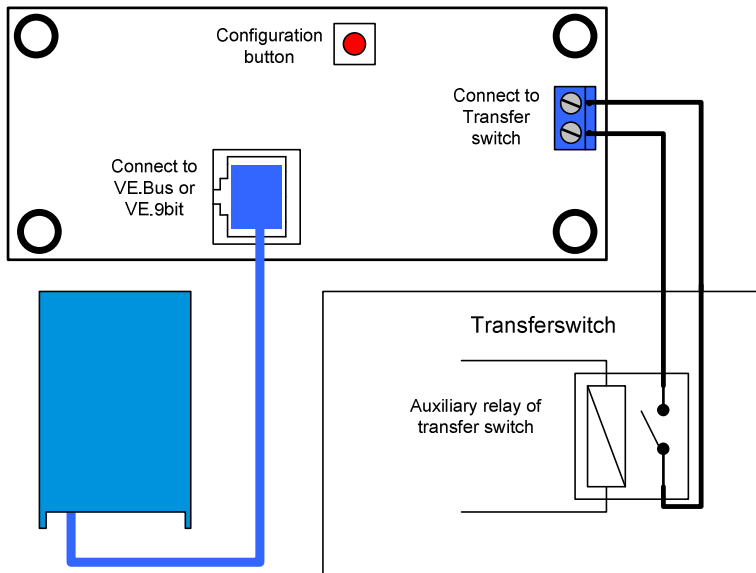 Configuration
button
Connect to
Transfer
switch
Connect to
VE.Bus or
VE.9bit
Transferswitch
Auxiliary relay of
transfer switch